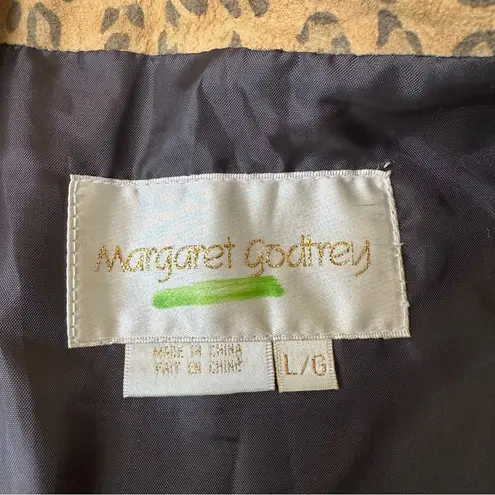 Margaret Godfrey
MADE IN CHINA
FAIT EN CHINE
L/G